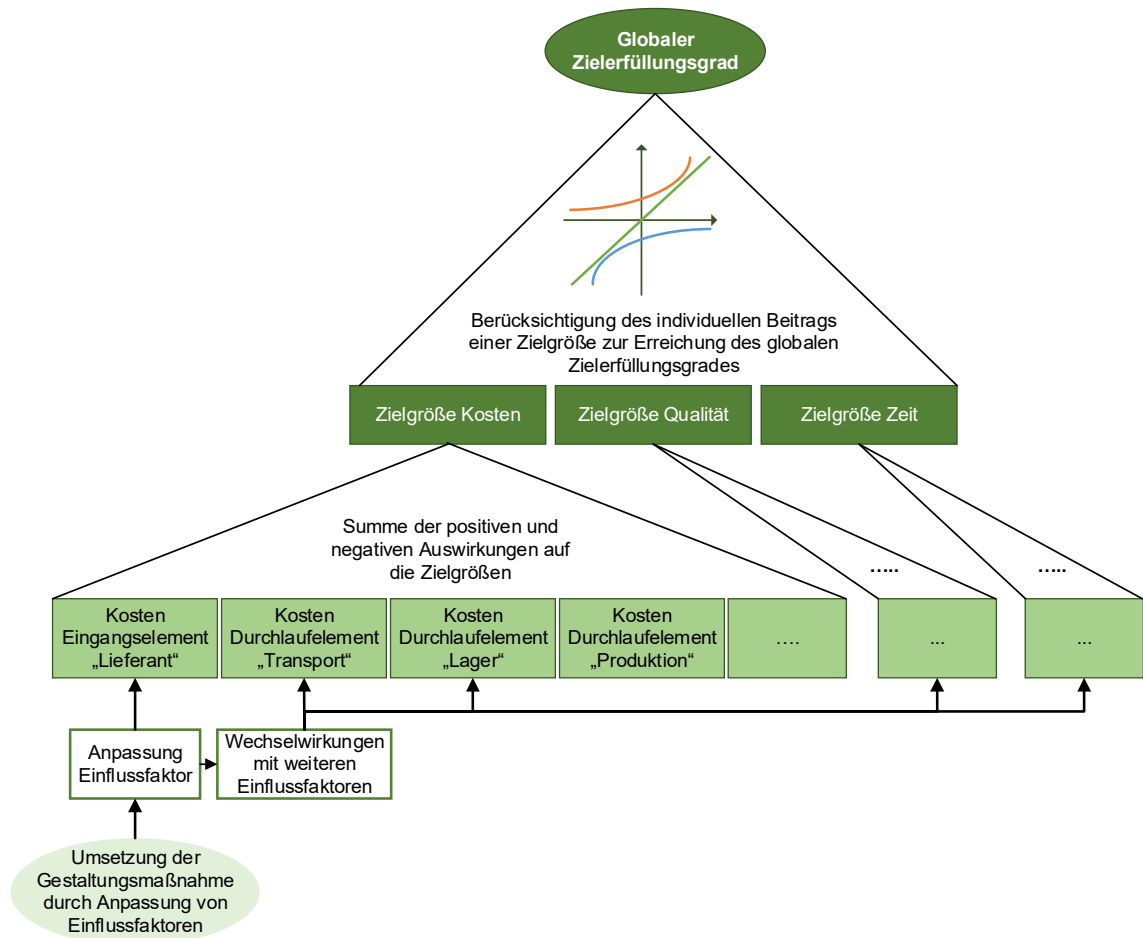 Globaler
Zielerfüllungsgrad
Berücksichtigung des individuellen Beitrags
einer Zielgröße zur Erreichung des globalen
Zielerfüllungsgrades
Zielgröße Kosten
Zielgröße Qualität
Zielgröße Zeit
Summe der positiven und
negativen Auswirkungen auf
die Zielgrößen
.....
.....
Kosten
Eingangselement
„Lieferant“
Kosten
Durchlaufelement
„Transport“
Kosten
Durchlaufelement
„Lager“
Kosten
Durchlaufelement
„Produktion“
....
...
...
Anpassung
Einflussfaktor
Wechselwirkungen
mit weiteren
Einflussfaktoren
Umsetzung der
Gestaltungsmaßnahme
durch Anpassung von
Einflussfaktoren